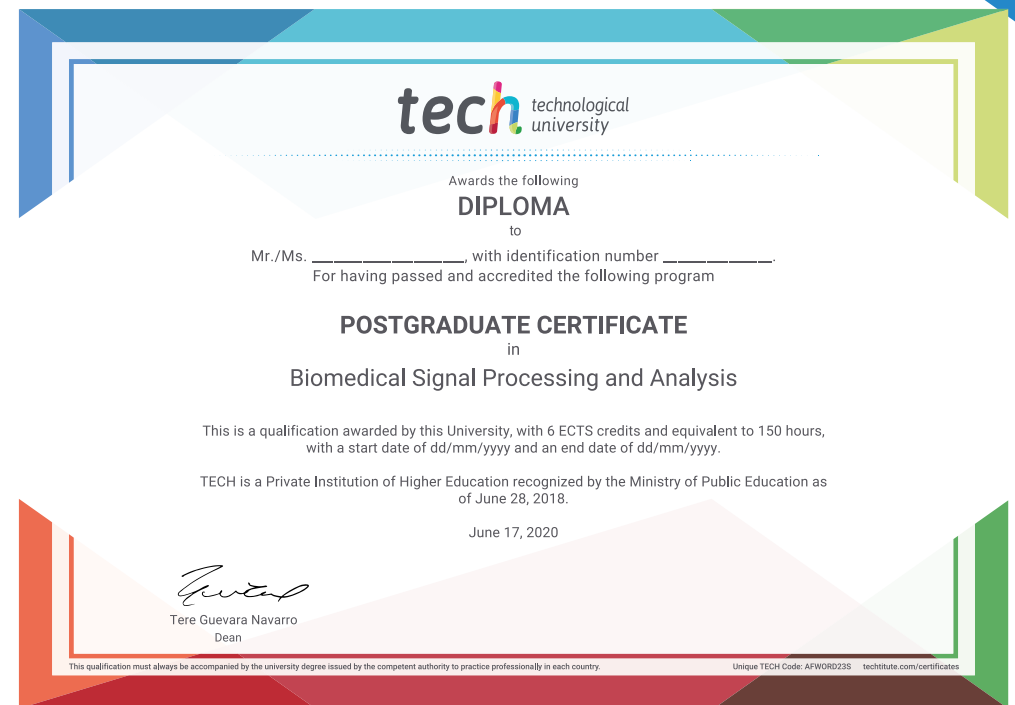 tech technological
university
Awards the following
DIPLOMA
to
Mr./Ms. ___________________, with identification number ______________.
For having passed and accredited the following program
POSTGRADUATE CERTIFICATE
in
Biomedical Signal Processing and Analysis
This is a qualification awarded by this University, with 6 ECTS credits and equivalent to 150 hours,
with a start date of dd/mm/yyyy and an end date of dd/mm/yyyy.
TECH is a Private Institution of Higher Education recognized by the Ministry of Public Education as
of June 28, 2018.
June 17, 2020
Tere Guevara Navarro
Dean
This qualification must always be accompanied by the university degree issued by the competent authority to practice professionally in each country.
Unique TECH Code: AFWORD23S techtitute.com/certificates